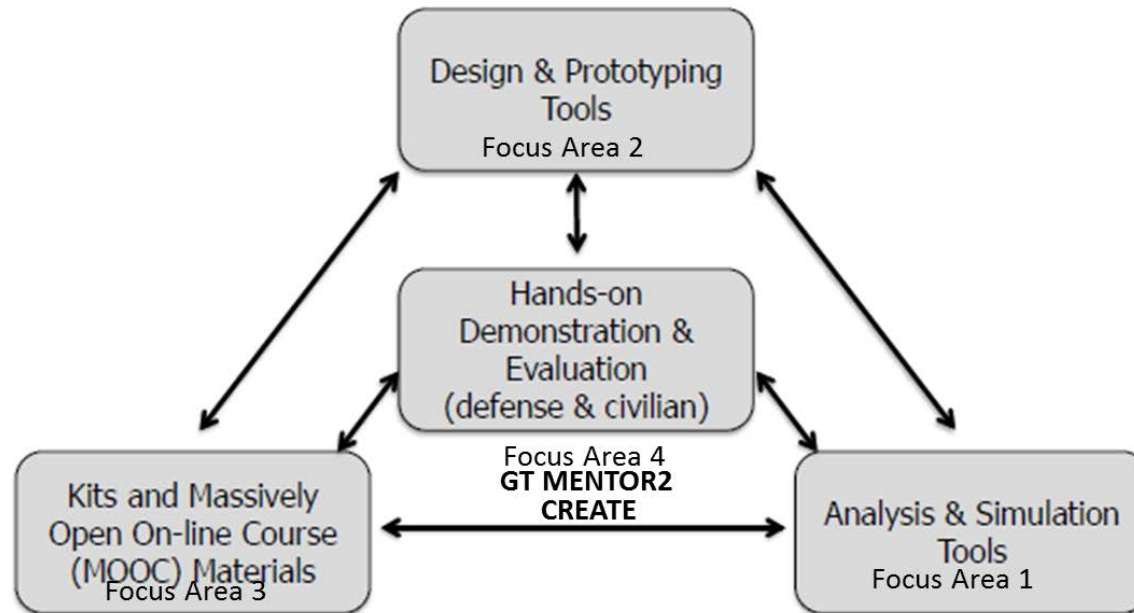 Design & Prototyping
Tools
Focus Area 2
Hands-on
Demonstration &
Evaluation
(defense & civilian)
Focus Area 4
GT MENTOR2
CREATE
Kits and Massively
Open On-line Course
(MOOC) Materials
Focus Area 3
Analysis & Simulation
Tools
Focus Area 1